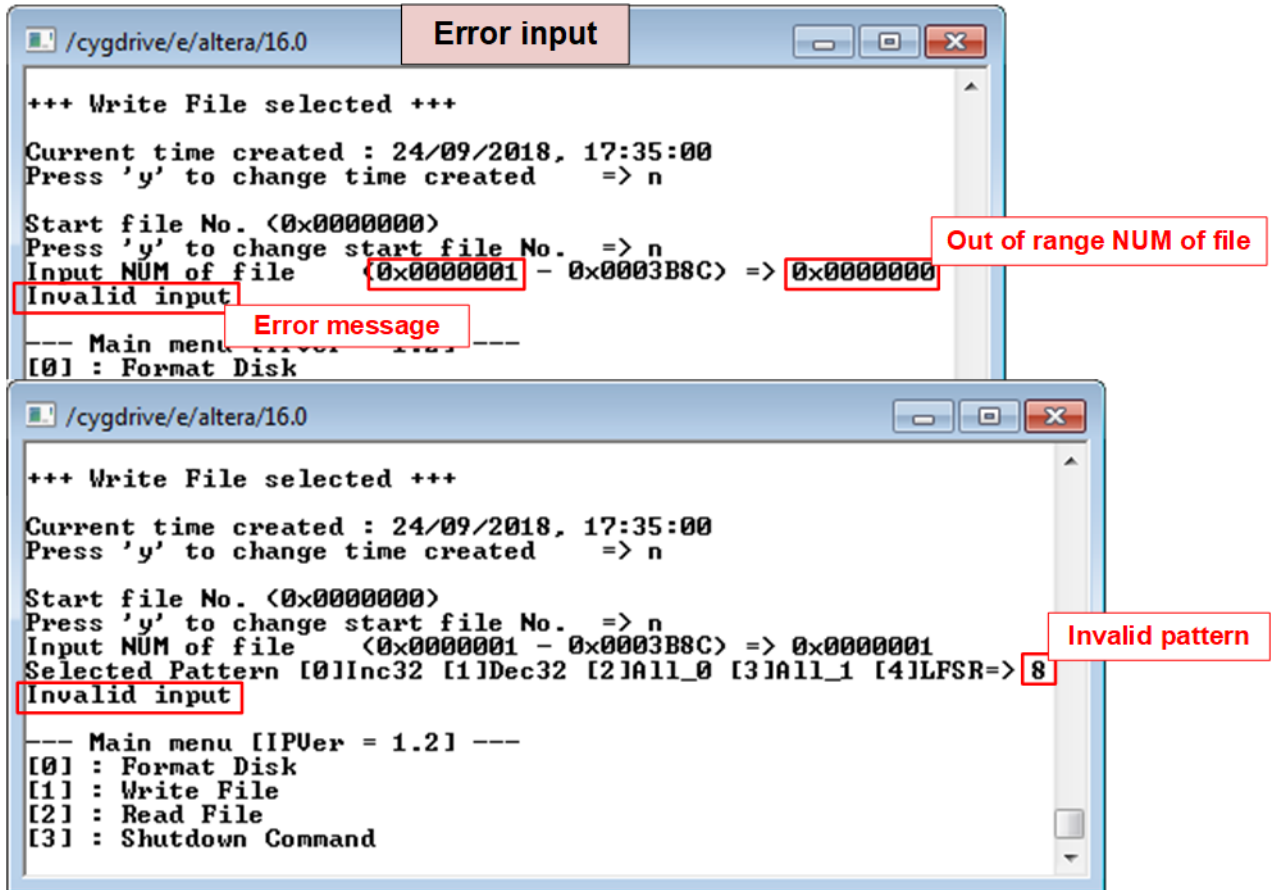 /cygdrive/e/altera/16.0
Error input
+++ Write File selected +++
Current time created : 24/09/2018, 17:35:00
Press 'y' to change time created => n
Start file No. (0x0000000)
Press 'y' to change start file No. => n
Out of range NUM of file
Input NUM of file (0x0000001 - 0x0003B8C) => 0x0000000
Invalid input
Error message
--- Main menu ---
[0] : Format Disk
/cygdrive/e/altera/16.0
+++ Write File selected +++
Current time created : 24/09/2018, 17:35:00
Press 'y' to change time created => n
Start file No. (0x0000000)
Press 'y' to change start file No. => n
Input NUM of file (0x0000001 - 0x0003B8C) => 0x0000001
Invalid pattern
Selected Pattern [0]Inc32 [1]Dec32 [2]All_0 [3]All_1 [4]LFSR=> 8
Invalid input
--- Main menu [IPVer = 1.2] ---
[0] : Format Disk
[1] : Write File
[2] : Read File
[3] : Shutdown Command